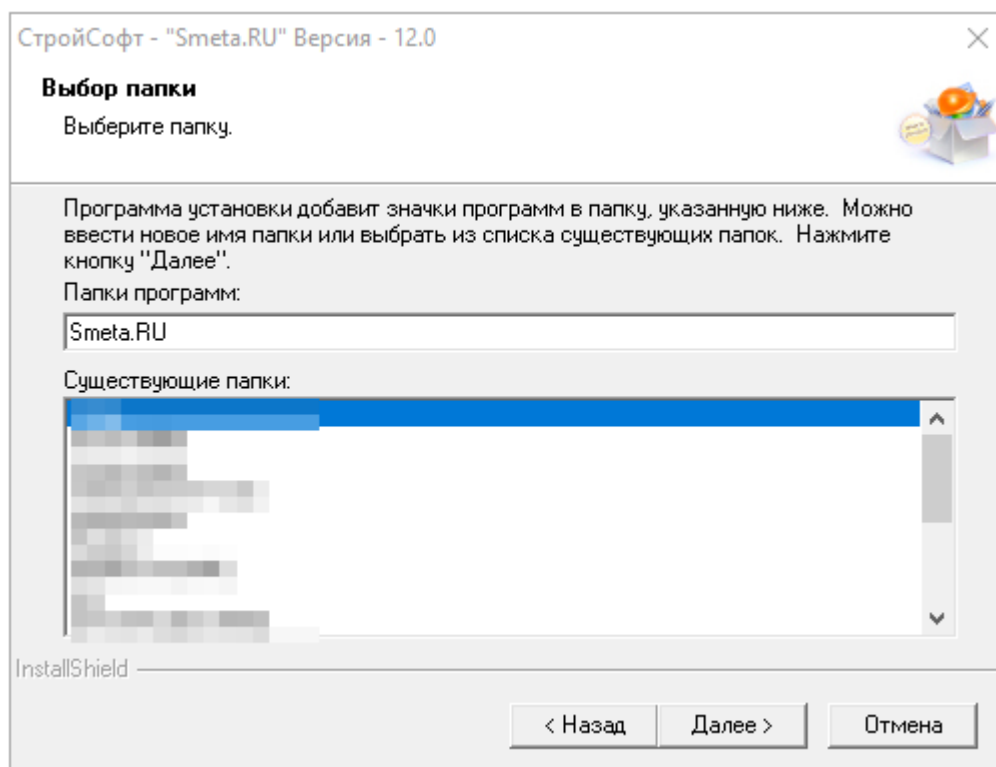 СтройСофт - "Smeta.RU" Версия - 12.0
Выбор папки
Выберите папку.
Программа установки добавит значки программ в папку, указанную ниже.  Можно
ввести новое имя папки или выбрать из списка существующих папок.  Нажмите
кнопку "Далее".
Папки программ:
Smeta.RU
Существующие папки:
InstallShield
< Назад
Далее >
Отмена